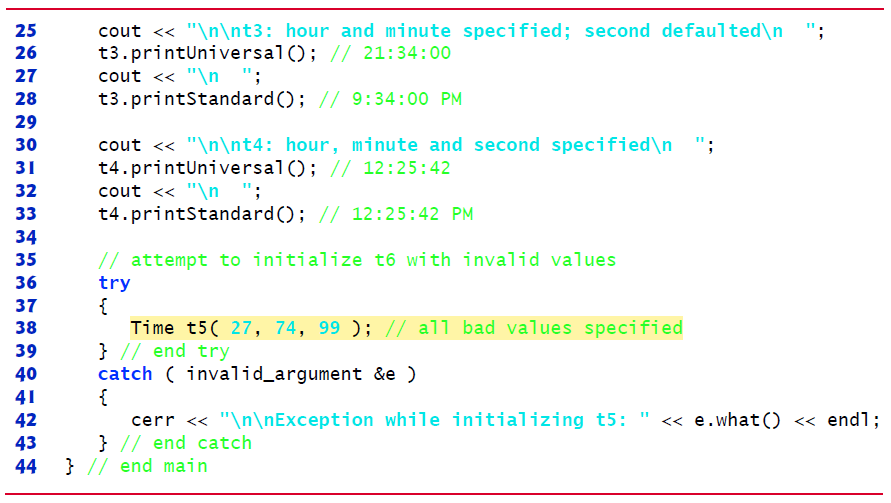 25 cout << "\n\nt3: hour and minute specified; second defaulted\n  ";
26 t3.printUniversal(); // 21:34:00
27 cout << "\n  ";
28 t3.printStandard(); // 9:34:00 PM
29
30 cout << "\n\nt4: hour, minute and second specified\n  ";
31 t4.printUniversal(); // 12:25:42
32 cout << "\n  ";
33 t4.printStandard(); // 12:25:42 PM
34
35 // attempt to initialize t6 with invalid values
36 try
37 {
38 Time t5( 27, 74, 99 ); // all bad values specified
39 } // end try
40 catch ( invalid_argument &e )
41 {
42 cerr << "\n\nException while initializing t5: " << e.what() << endl;
43 } // end catch
44 } // end main